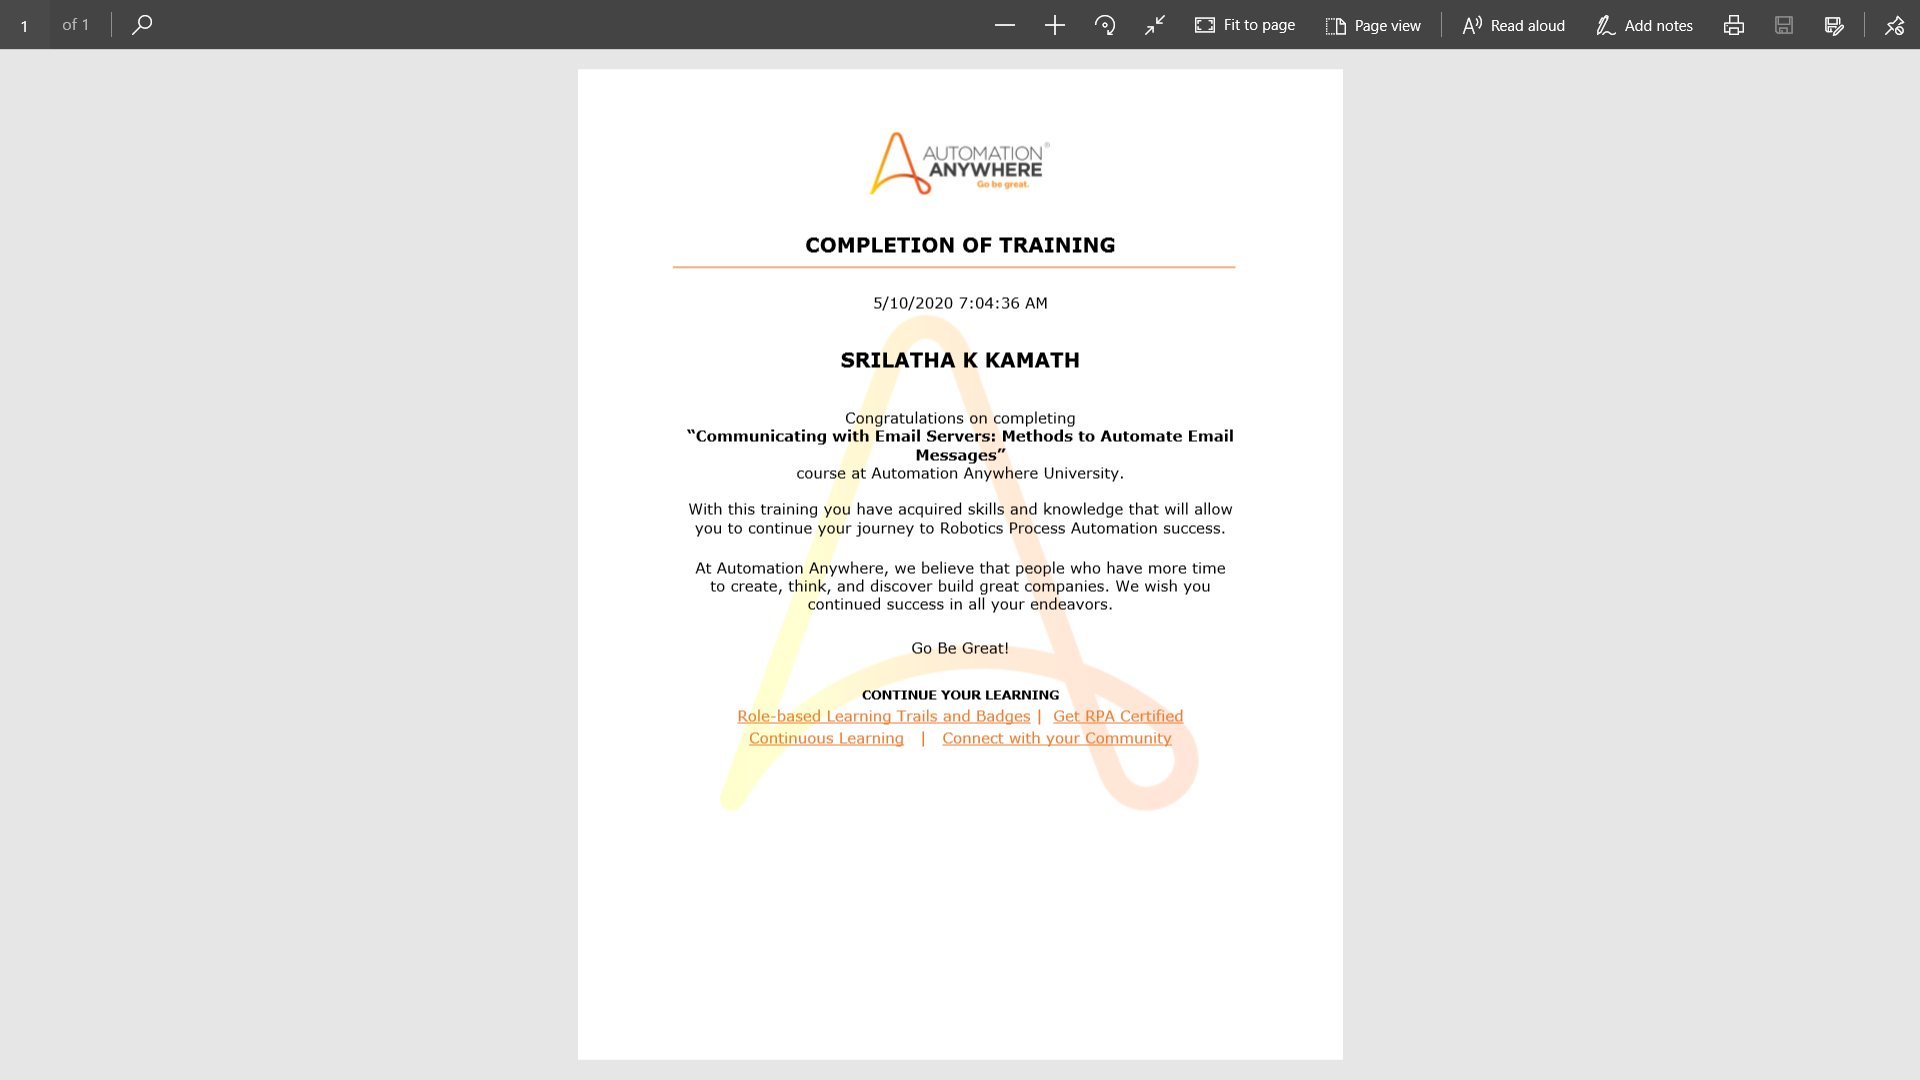 1 of 1 Fit to page Page view Read aloud Add notes
AUTOMATION®
ANYWHERE
Go be great.
COMPLETION OF TRAINING
5/10/2020 7:04:36 AM
SRILATHA K KAMATH
Congratulations on completing
“Communicating with Email Servers: Methods to Automate Email
Messages”
course at Automation Anywhere University.
With this training you have acquired skills and knowledge that will allow
you to continue your journey to Robotics Process Automation success.
At Automation Anywhere, we believe that people who have more time
to create, think, and discover build great companies. We wish you
continued success in all your endeavors.
Go Be Great!
CONTINUE YOUR LEARNING
Role-based Learning Trails and Badges | Get RPA Certified
Continuous Learning | Connect with your Community